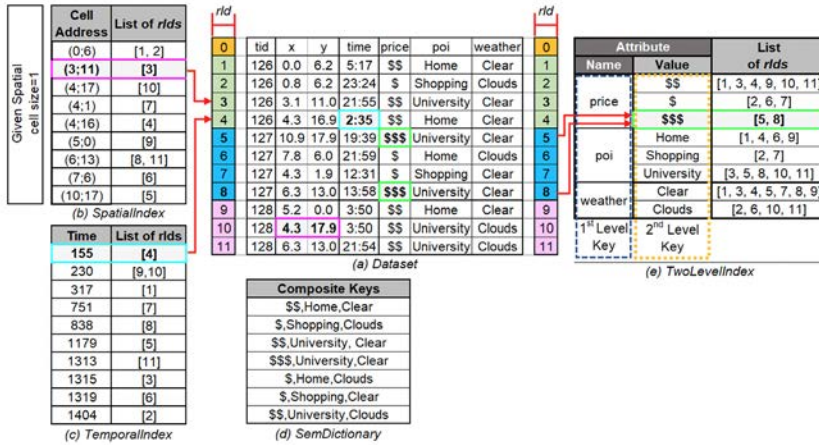 Given Spatial cell size=1
Cell Address List of rIds
(0;6) [1, 2]
(3;11) [3]
(4;17) [10]
(4;1) [7]
(4;16) [4]
(5;0) [9]
(6;13) [8, 11]
(7;6) [6]
(10;17) [5]
(b) SpatialIndex
Time List of rIds
155 [4]
230 [9,10]
317 [1]
751 [7]
838 [8]
1179 [5]
1313 [11]
1315 [3]
1319 [6]
1404 [2]
(c) TemporalIndex
rId rId
0 tid x y time price poi weather 0
1 126 0.0 6.2 5:17 $$ Home Clear 1
2 126 0.8 6.2 23:24 $ Shopping Clouds 2
3 126 3.1 11.0 21:55 $$ University Clear 3
4 126 4.3 16.9 2:35 $$ Home Clear 4
5 127 10.9 17.9 19:39 $$$ University Clear 5
6 127 7.8 6.0 21:59 $ Home Clouds 6
7 127 4.3 1.9 12:31 $ Shopping Clear 7
8 127 6.3 13.0 13:58 $$$ University Clear 8
9 128 5.2 0.0 3:50 $$ Home Clear 9
10 128 4.3 17.9 3:50 $$ University Clouds 10
11 128 6.3 13.0 21:54 $$ University Clouds 11
(a) Dataset
Composite Keys
$$,Home,Clear
$,Shopping,Clouds
$$,University, Clear
$$$,University,Clear
$,Home,Clouds
$,Shopping,Clear
$$,University,Clouds
(d) SemDictionary
Attribute List of rIds
Name Value
price $$ [1, 3, 4, 9, 10, 11]
$ [2, 6, 7]
$$$ [5, 8]
poi Home [1, 4, 6, 9]
Shopping [2, 7]
University [3, 5, 8, 10, 11]
weather Clear [1, 3, 4, 5, 7, 8, 9]
Clouds [2, 6, 10, 11]
1st Level Key 2nd Level Key
(e) TwoLevelIndex